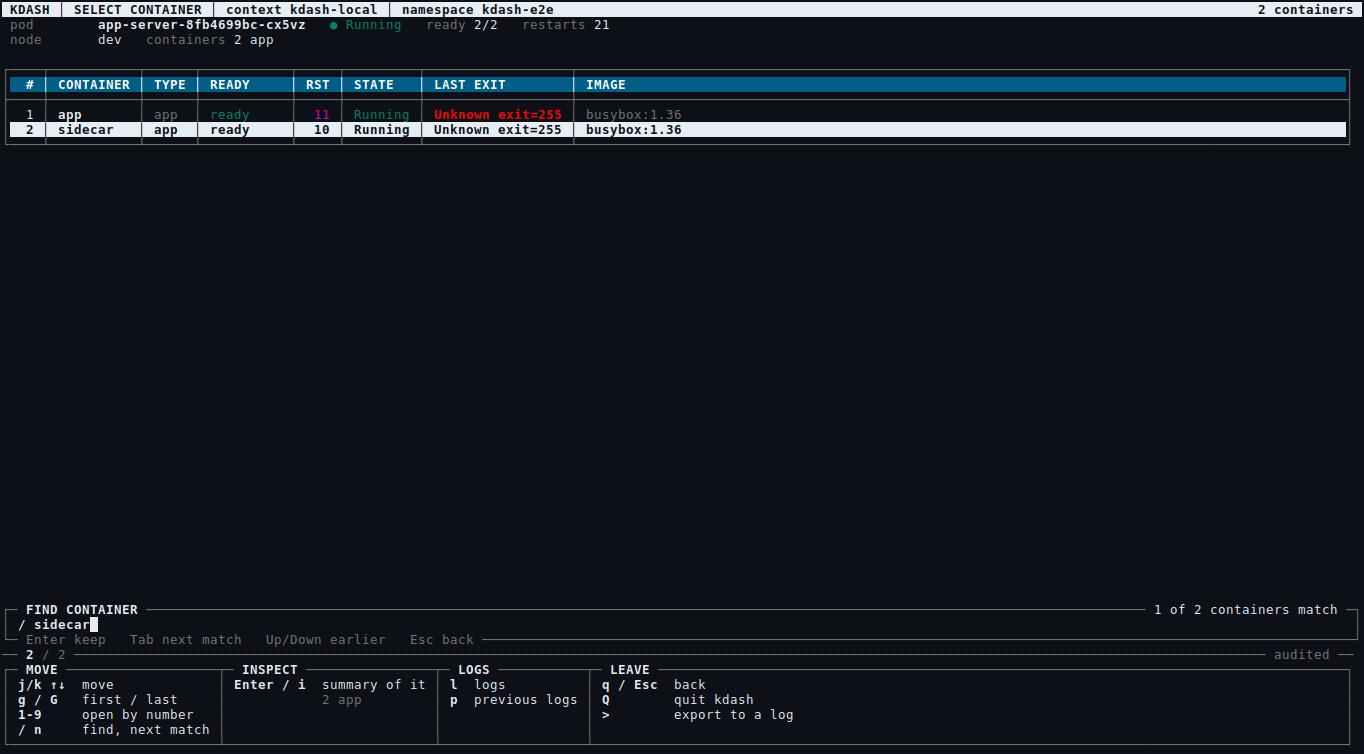 KDASH │ SELECT CONTAINER │ context kdash-local │ namespace kdash-e2e 2 containers
pod app-server-8fb4699bc-cx5vz ● Running ready 2/2 restarts 21
node dev containers 2 app
# │ CONTAINER │ TYPE │ READY │ RST │ STATE │ LAST EXIT │ IMAGE
1 │ app │ app │ ready │ 11 │ Running │ Unknown exit=255 │ busybox:1.36
2 │ sidecar │ app │ ready │ 10 │ Running │ Unknown exit=255 │ busybox:1.36
FIND CONTAINER 1 of 2 containers match
/ sidecar
Enter keep Tab next match Up/Down earlier Esc back
2 / 2 audited
MOVE INSPECT LOGS LEAVE
j/k ↑↓ move │ Enter / i summary of it │ l logs │ q / Esc back
g / G first / last │ 2 app │ p previous logs │ Q quit kdash
1-9 open by number │ > export to a log
/ n find, next match